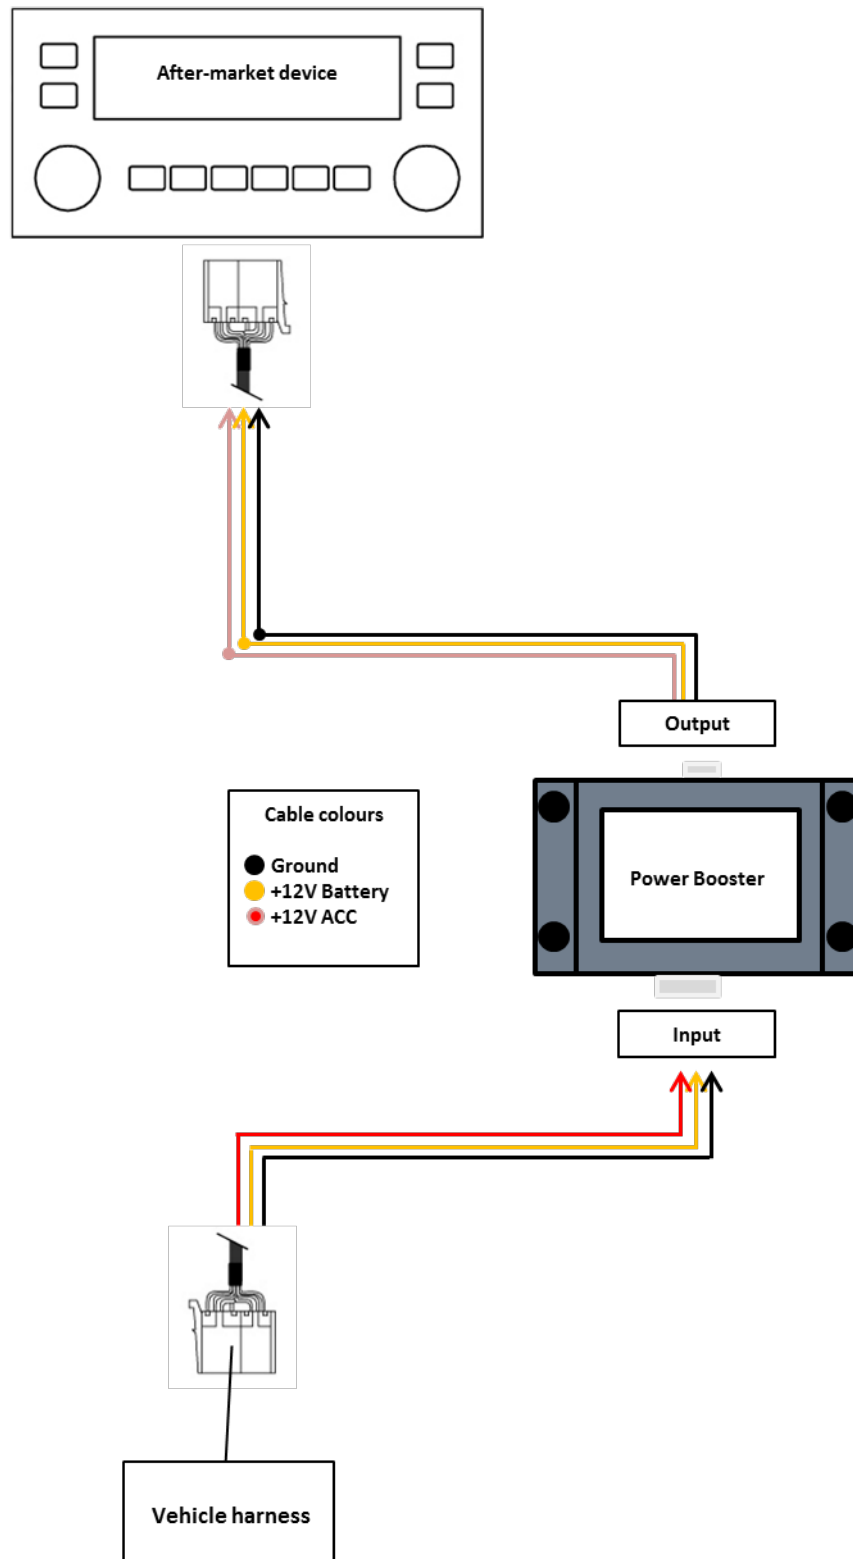 After-market device
Output
Cable colours
Ground
+12V Battery
+12V ACC
Power Booster
Input
Vehicle harness